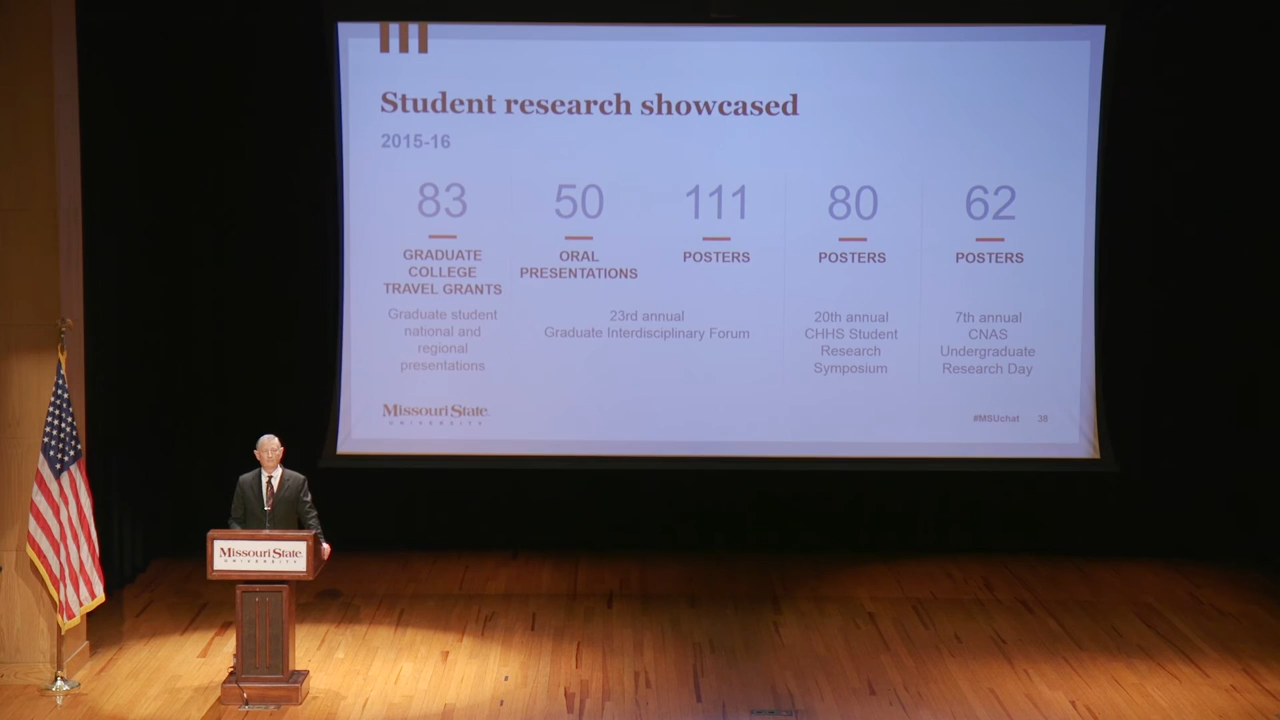 Student research showcased
2015-16
83
GRADUATE
COLLEGE
TRAVEL GRANTS
Graduate student
national and
regional
presentations
50
ORAL
PRESENTATIONS
111
POSTERS
23rd annual
Graduate Interdisciplinary Forum
80
POSTERS
20th annual
CHHS Student
Research
Symposium
62
POSTERS
7th annual
CNAS
Undergraduate
Research Day
Missouri State
UNIVERSITY
#MSUchat 38
Missouri State
UNIVERSITY